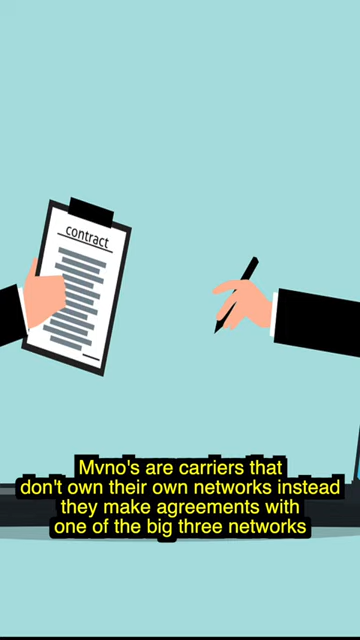 contract
Mvno's are carriers that
don't own their own networks instead
they make agreements with
one of the big three networks